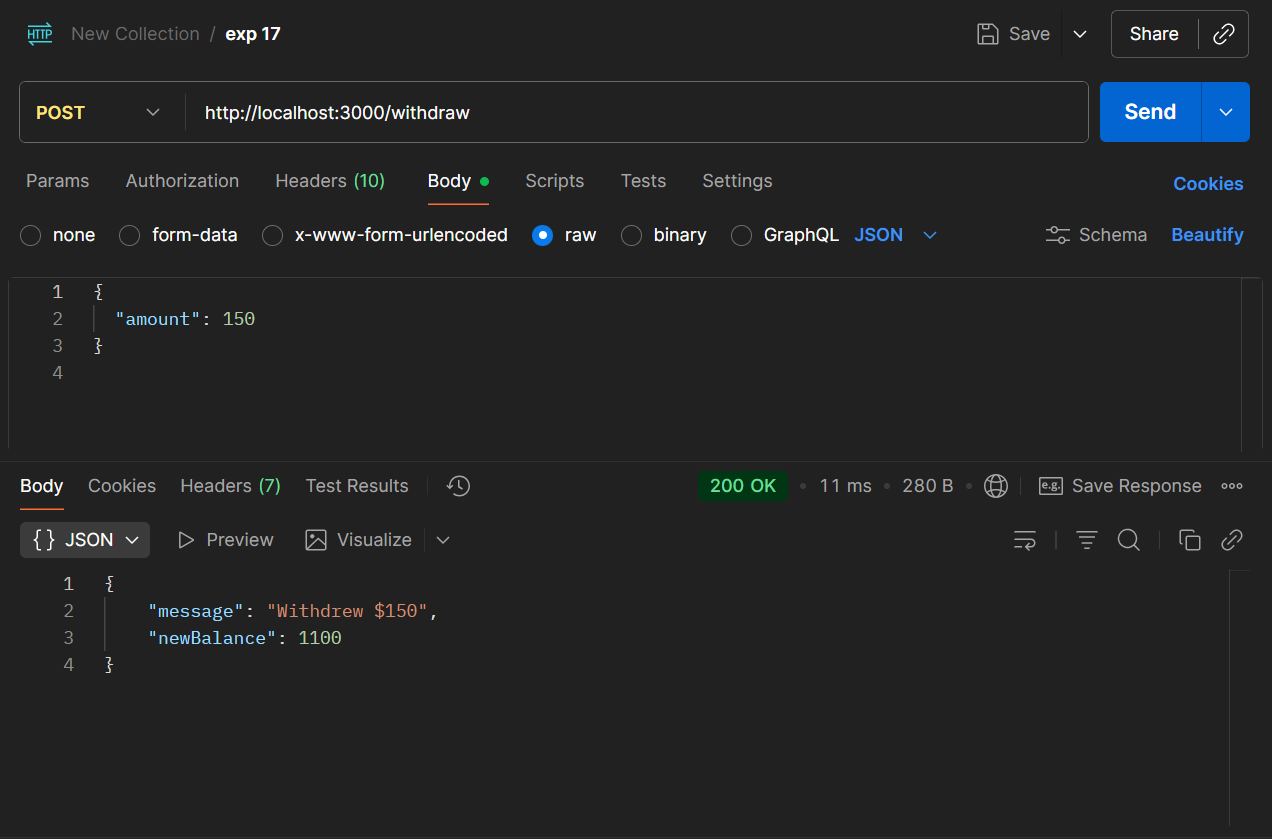 HTTP New Collection / exp 17 Save Share
POST http://localhost:3000/withdraw Send
Params Authorization Headers (10) Body Scripts Tests Settings Cookies
none form-data x-www-form-urlencoded raw binary GraphQL JSON Schema Beautify
1 {
2 "amount": 150
3 }
4
Body Cookies Headers (7) Test Results 200 OK • 11 ms • 280 B • e.g. Save Response
{ } JSON Preview Visualize
1 {
2 "message": "Withdrew $150",
3 "newBalance": 1100
4 }